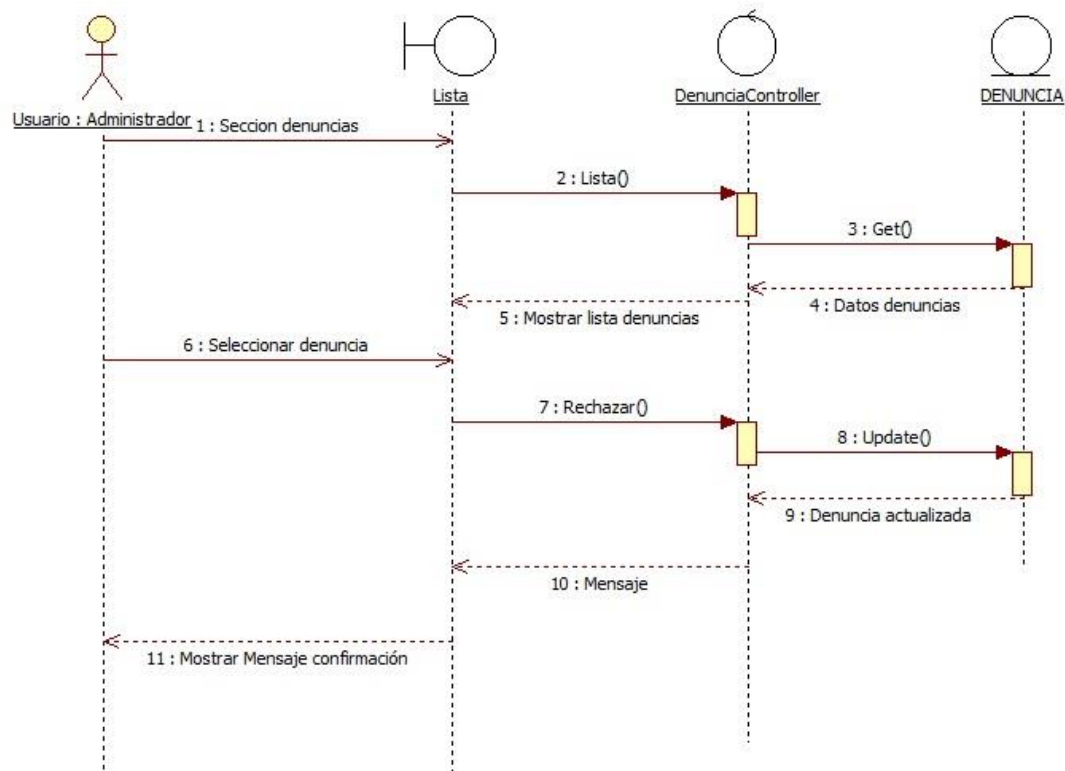 Usuario : Administrador
Lista
DenunciaController
DENUNCIA
1 : Seccion denuncias
2 : Lista()
3 : Get()
4 : Datos denuncias
5 : Mostrar lista denuncias
6 : Seleccionar denuncia
7 : Rechazar()
8 : Update()
9 : Denuncia actualizada
10 : Mensaje
11 : Mostrar Mensaje confirmación